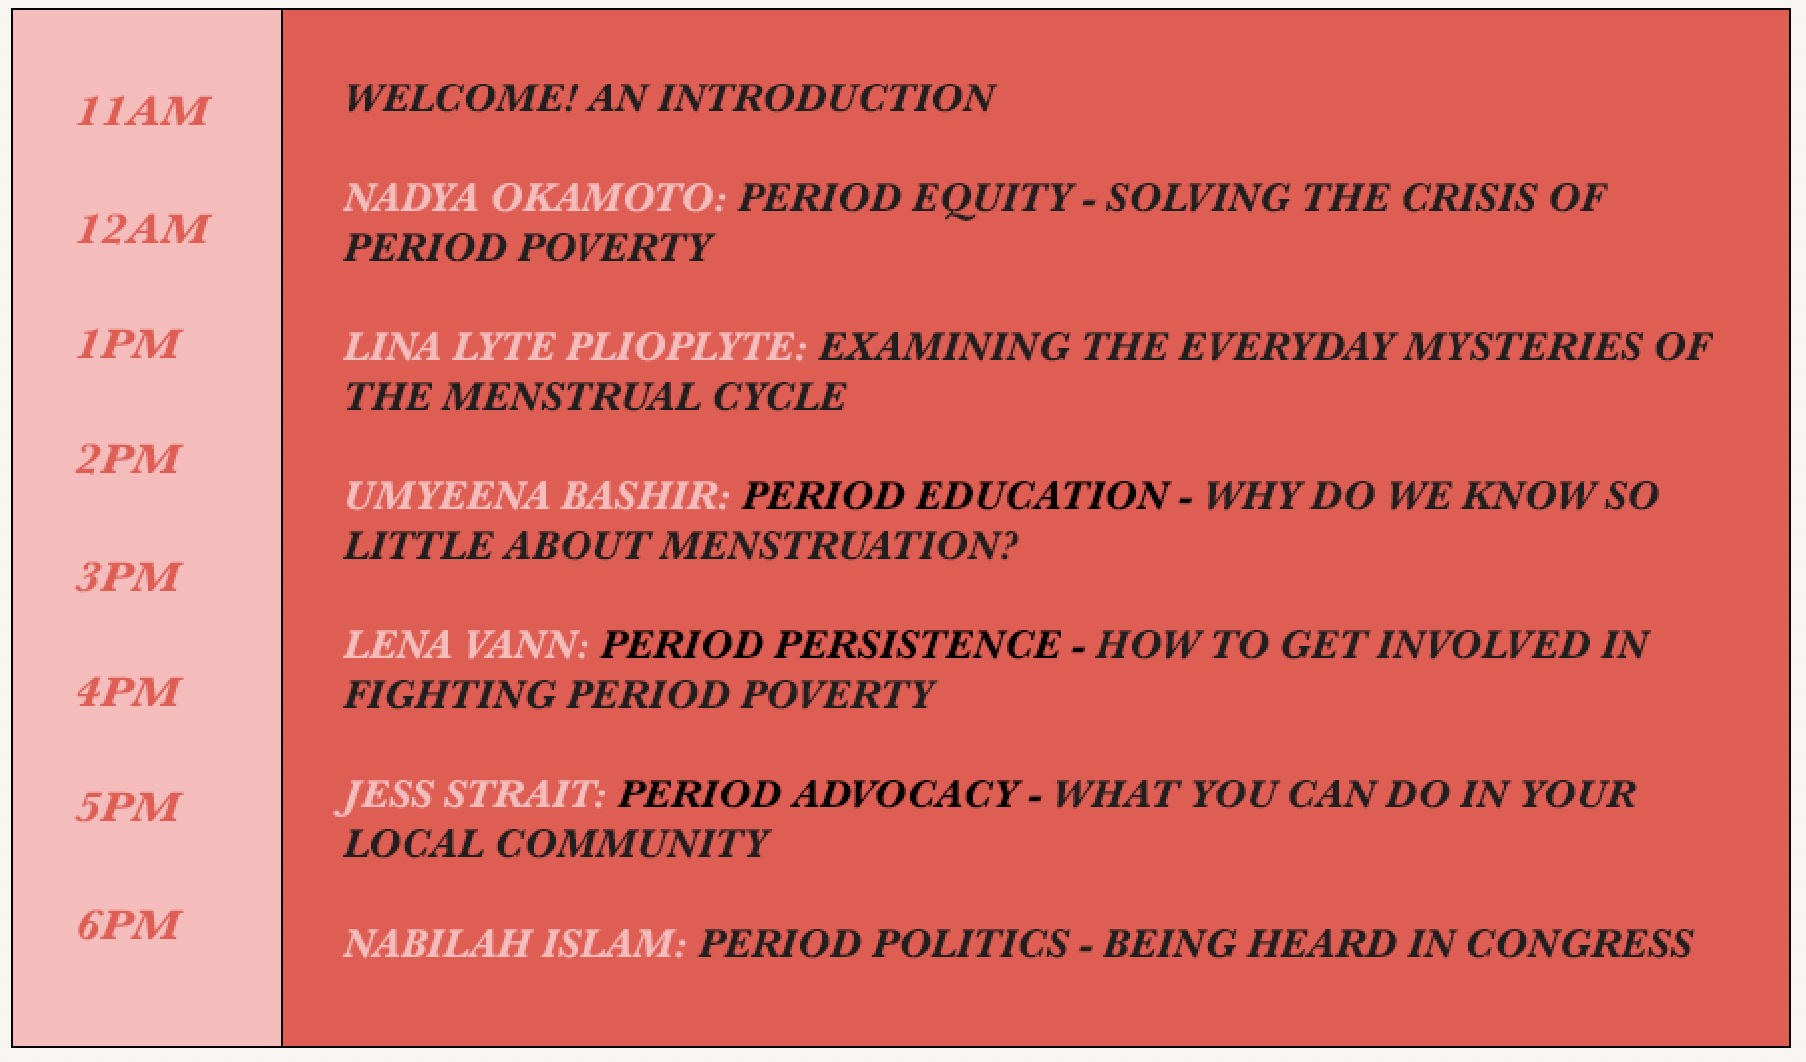 11AM
WELCOME! AN INTRODUCTION
12AM
NADYA OKAMOTO: PERIOD EQUITY - SOLVING THE CRISIS OF
PERIOD POVERTY
1PM
LINA LYTE PLIOPLYTE: EXAMINING THE EVERYDAY MYSTERIES OF
THE MENSTRUAL CYCLE
2PM
UMYEENA BASHIR: PERIOD EDUCATION - WHY DO WE KNOW SO
LITTLE ABOUT MENSTRUATION?
3PM
LENA VANN: PERIOD PERSISTENCE - HOW TO GET INVOLVED IN
FIGHTING PERIOD POVERTY
4PM
JESS STRAIT: PERIOD ADVOCACY - WHAT YOU CAN DO IN YOUR
LOCAL COMMUNITY
5PM
NABILAH ISLAM: PERIOD POLITICS - BEING HEARD IN CONGRESS
6PM